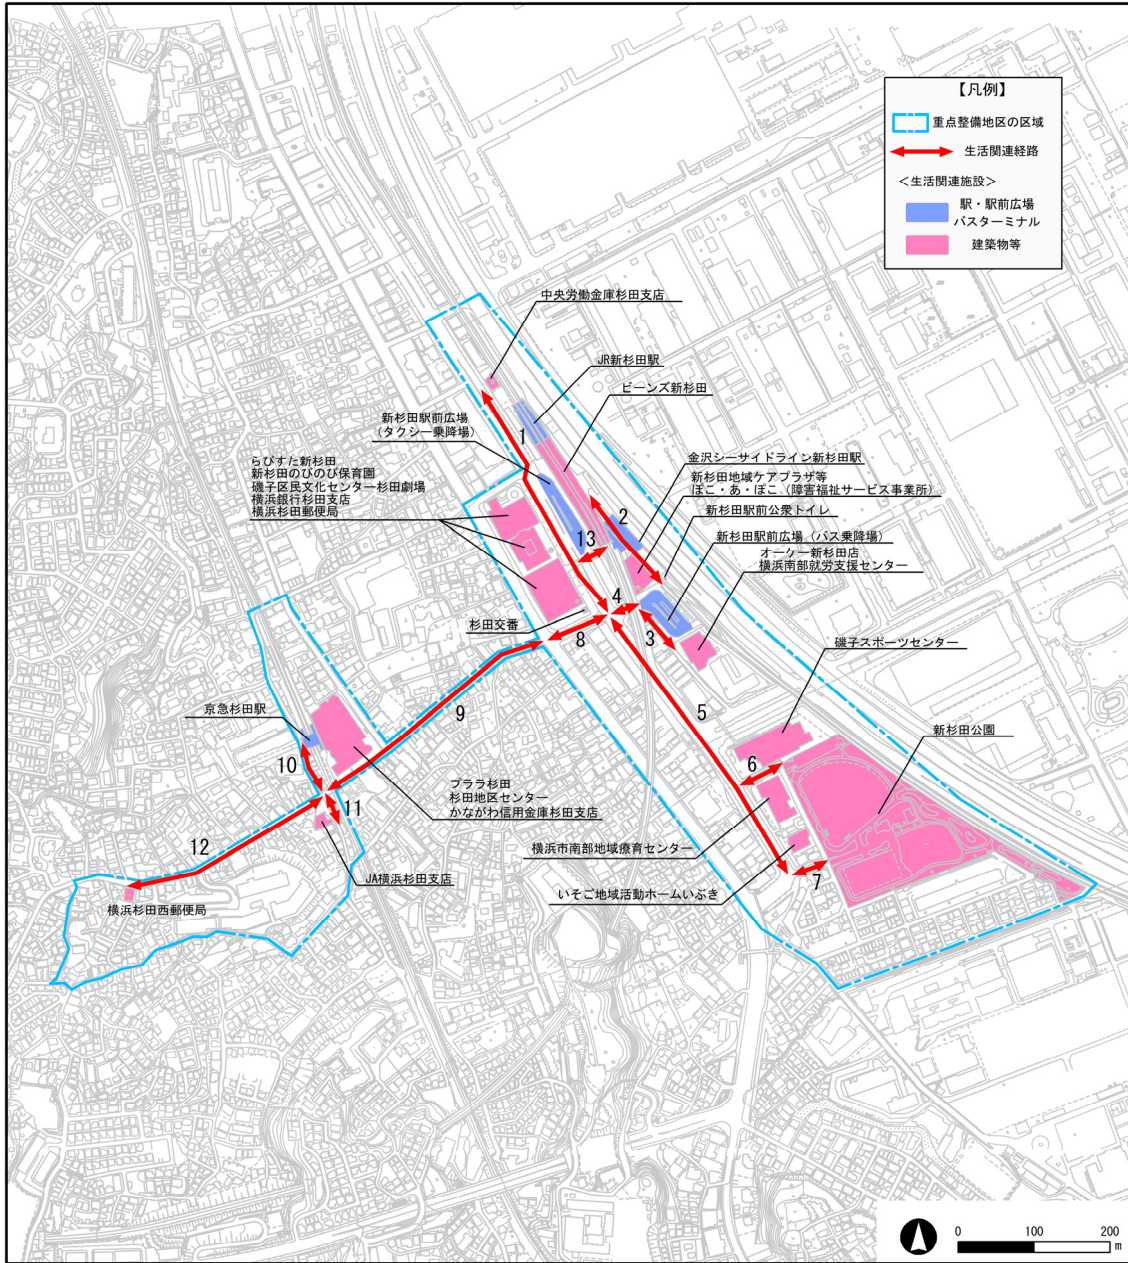 【凡例】
重点整備地区の区域
生活関連経路
＜生活関連施設＞
駅・駅前広場
バスターミナル
建築物等
中央労働金庫杉田支店
JR新杉田駅
ビーンズ新杉田
新杉田駅前広場
（タクシー乗降場）
らびすた新杉田
新杉田のびのび保育園
磯子区民文化センター杉田劇場
横浜銀行杉田支店
横浜杉田郵便局
金沢シーサイドライン新杉田駅
新杉田地域ケアプラザ等
ぽこ・あ・ぽこ（障害福祉サービス事業所）
新杉田駅前公衆トイレ
新杉田駅前広場（バス乗降場）
オーケー新杉田店
横浜南部就労支援センター
杉田交番
磯子スポーツセンター
新杉田公園
京急杉田駅
プララ杉田
杉田地区センター
かながわ信用金庫杉田支店
JA横浜杉田支店
横浜杉田西郵便局
横浜市南部地域療育センター
いそご地域活動ホームいぶき
1
2
13
4
3
8
5
9
6
7
10
11
12
0 100 200
m